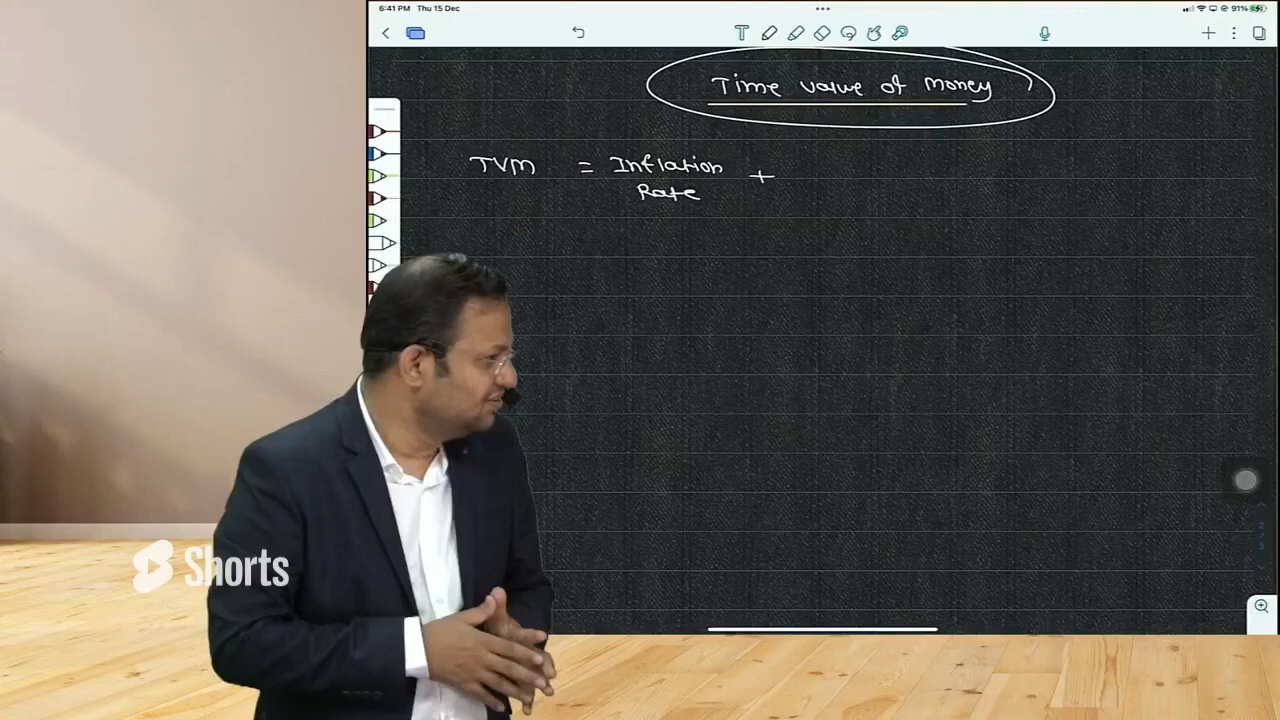 6:41 PM Thu 15 Dec
91%
Time value of money
TVM = Inflation +
Rate
Shorts